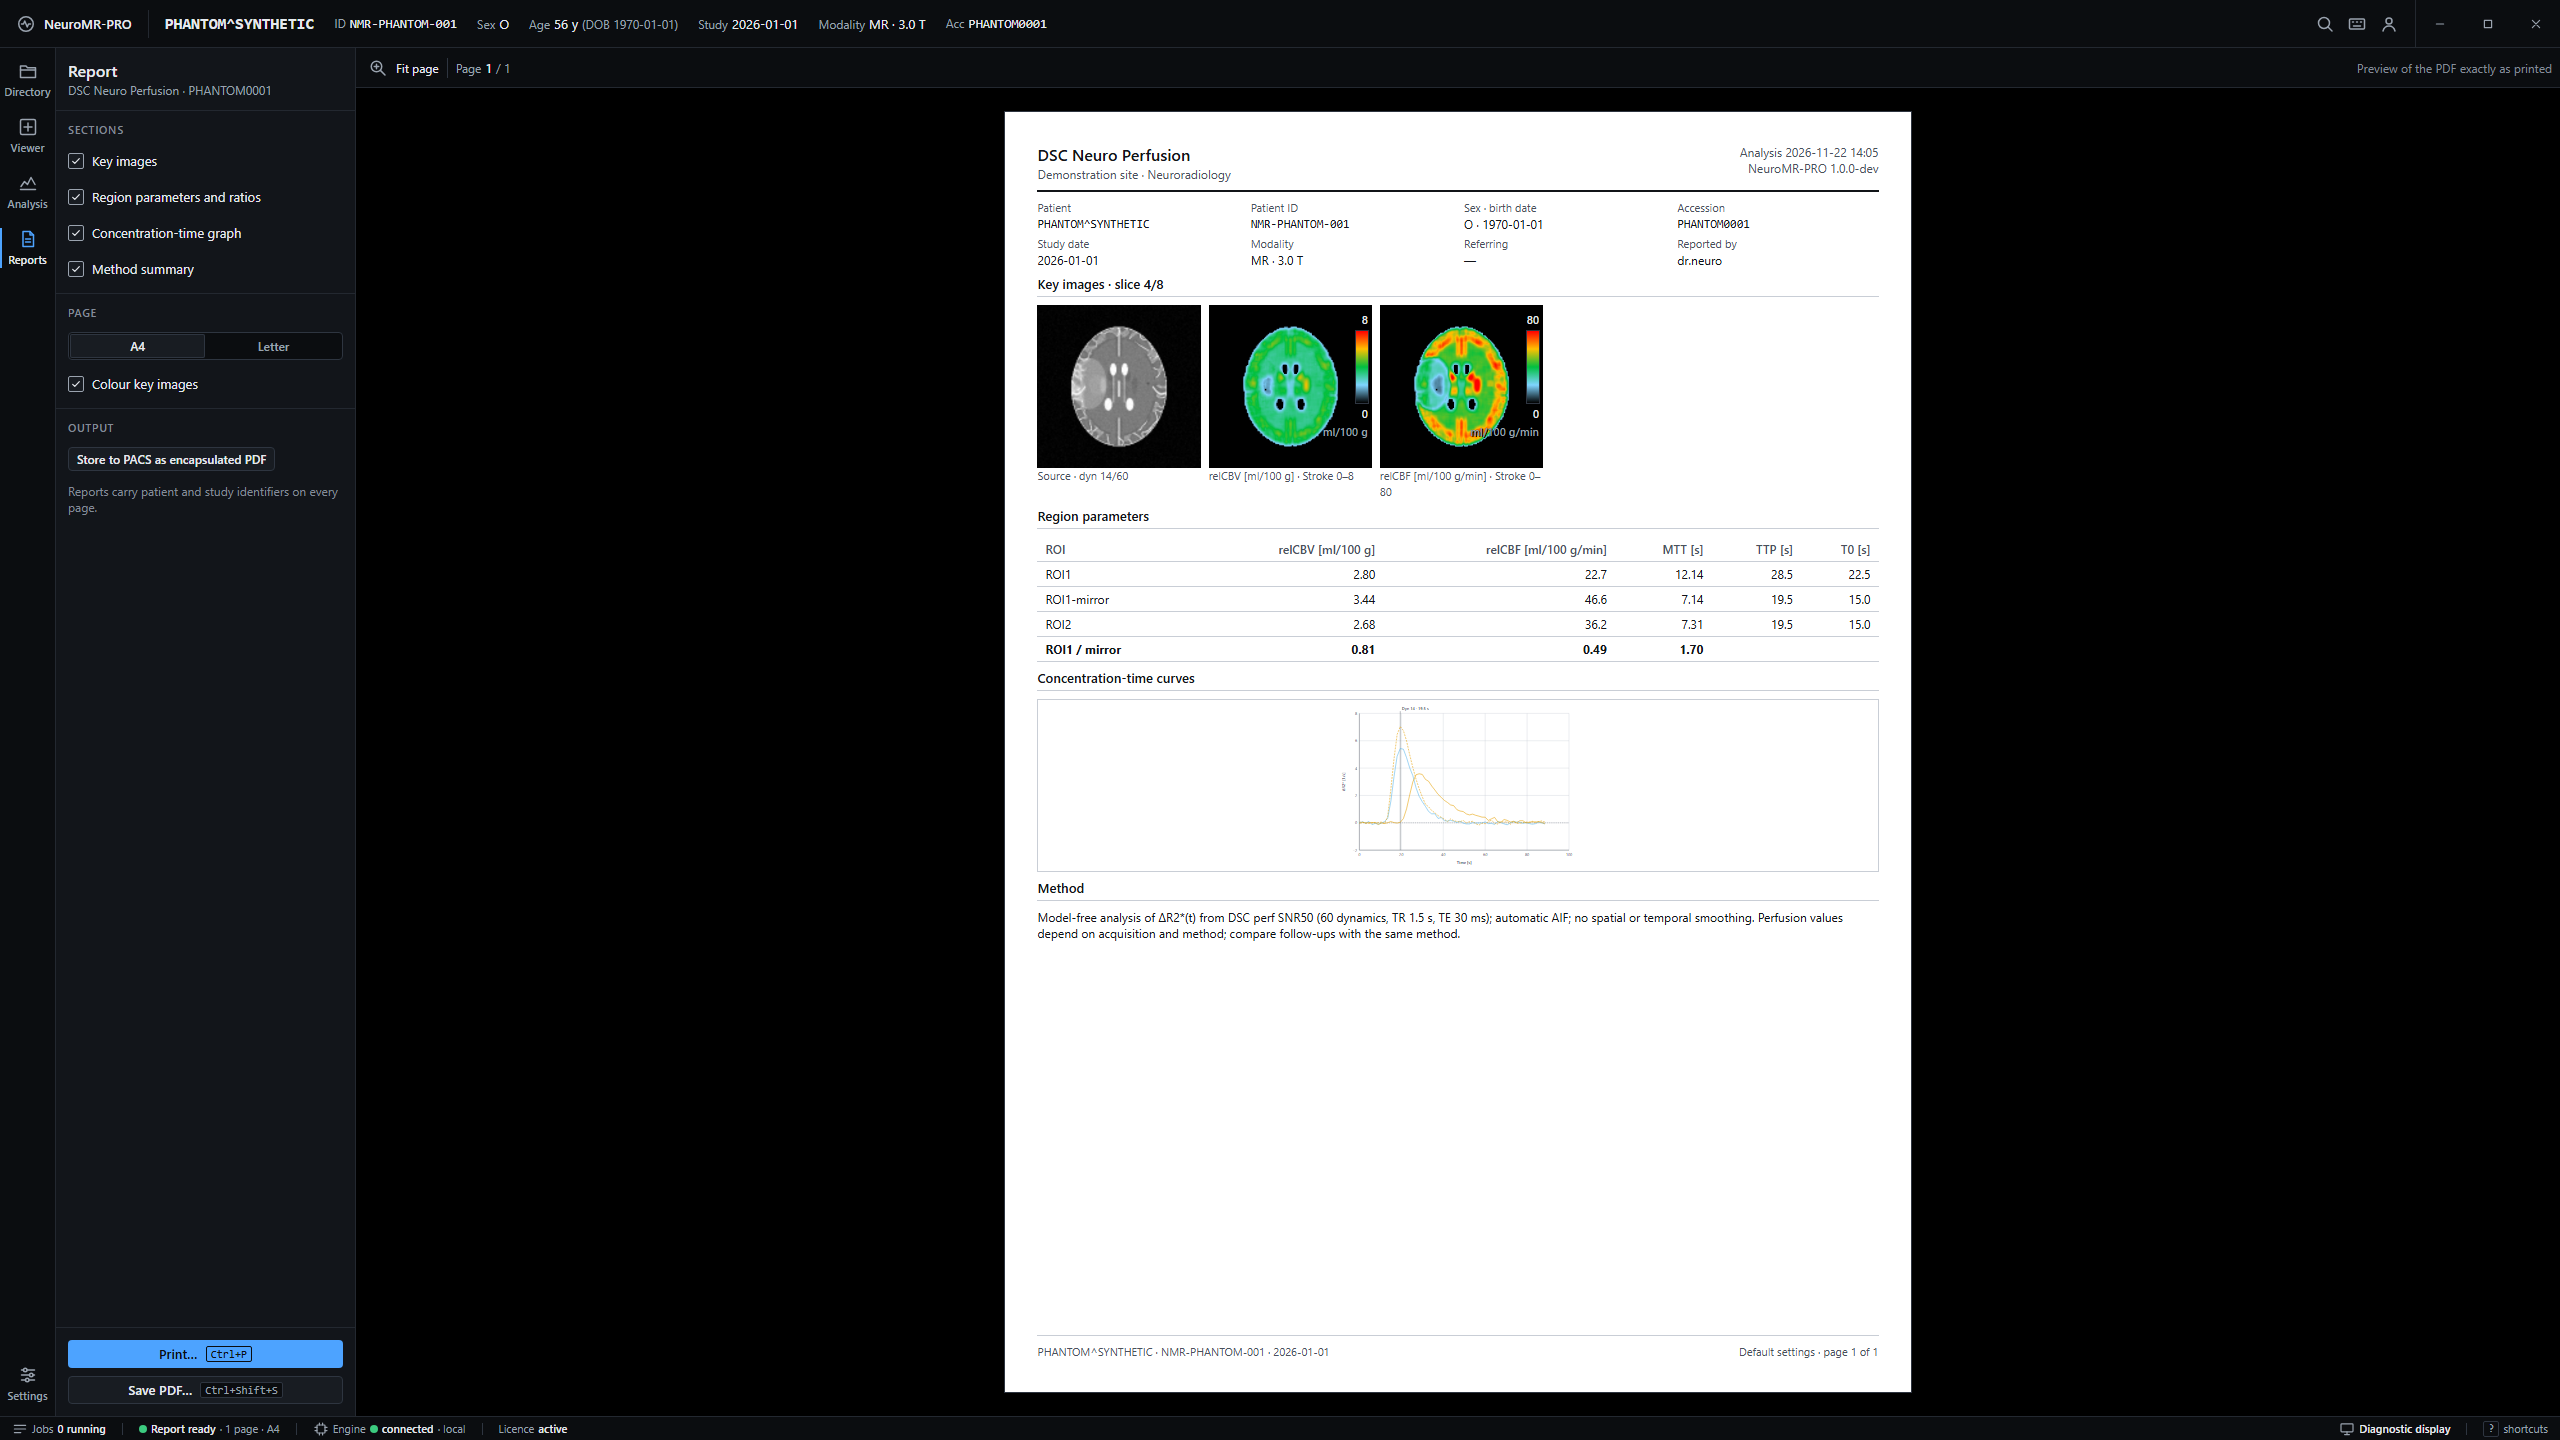 NeuroMR-PRO PHANTOM^SYNTHETIC ID NMR-PHANTOM-001 Sex O Age 56 y (DOB 1970-01-01) Study 2026-01-01 Modality MR · 3.0 T Acc PHANTOM0001
Directory
Viewer
Analysis
Reports
Settings
Report
DSC Neuro Perfusion · PHANTOM0001
SECTIONS
Key images
Region parameters and ratios
Concentration-time graph
Method summary
PAGE
A4 Letter
Colour key images
OUTPUT
Store to PACS as encapsulated PDF
Reports carry patient and study identifiers on every
page.
Print... Ctrl+P
Save PDF... Ctrl+Shift+S
Fit page Page 1 / 1 Preview of the PDF exactly as printed
DSC Neuro Perfusion Analysis 2026-11-22 14:05
Demonstration site · Neuroradiology NeuroMR-PRO 1.0.0-dev
Patient Patient ID Sex · birth date Accession
PHANTOM^SYNTHETIC NMR-PHANTOM-001 O · 1970-01-01 PHANTOM0001
Study date Modality Referring Reported by
2026-01-01 MR · 3.0 T — dr.neuro
Key images · slice 4/8
8 80
0 0
ml/100 g ml/100 g/min
Source · dyn 14/60 relCBV [ml/100 g] · Stroke 0–8 relCBF [ml/100 g/min] · Stroke 0–
80
Region parameters
ROI relCBV [ml/100 g] relCBF [ml/100 g/min] MTT [s] TTP [s] T0 [s]
ROI1 2.80 22.7 12.14 28.5 22.5
ROI1-mirror 3.44 46.6 7.14 19.5 15.0
ROI2 2.68 36.2 7.31 19.5 15.0
ROI1 / mirror 0.81 0.49 1.70
Concentration-time curves
8
6
4
2
0
0 20 40 60 80 100
Time [s]
Method
Model-free analysis of ΔR2*(t) from DSC perf SNR50 (60 dynamics, TR 1.5 s, TE 30 ms); automatic AIF; no spatial or temporal smoothing. Perfusion values
depend on acquisition and method; compare follow-ups with the same method.
PHANTOM^SYNTHETIC · NMR-PHANTOM-001 · 2026-01-01 Default settings · page 1 of 1
Jobs 0 running Report ready · 1 page · A4 Engine connected · local Licence active Diagnostic display ? shortcuts